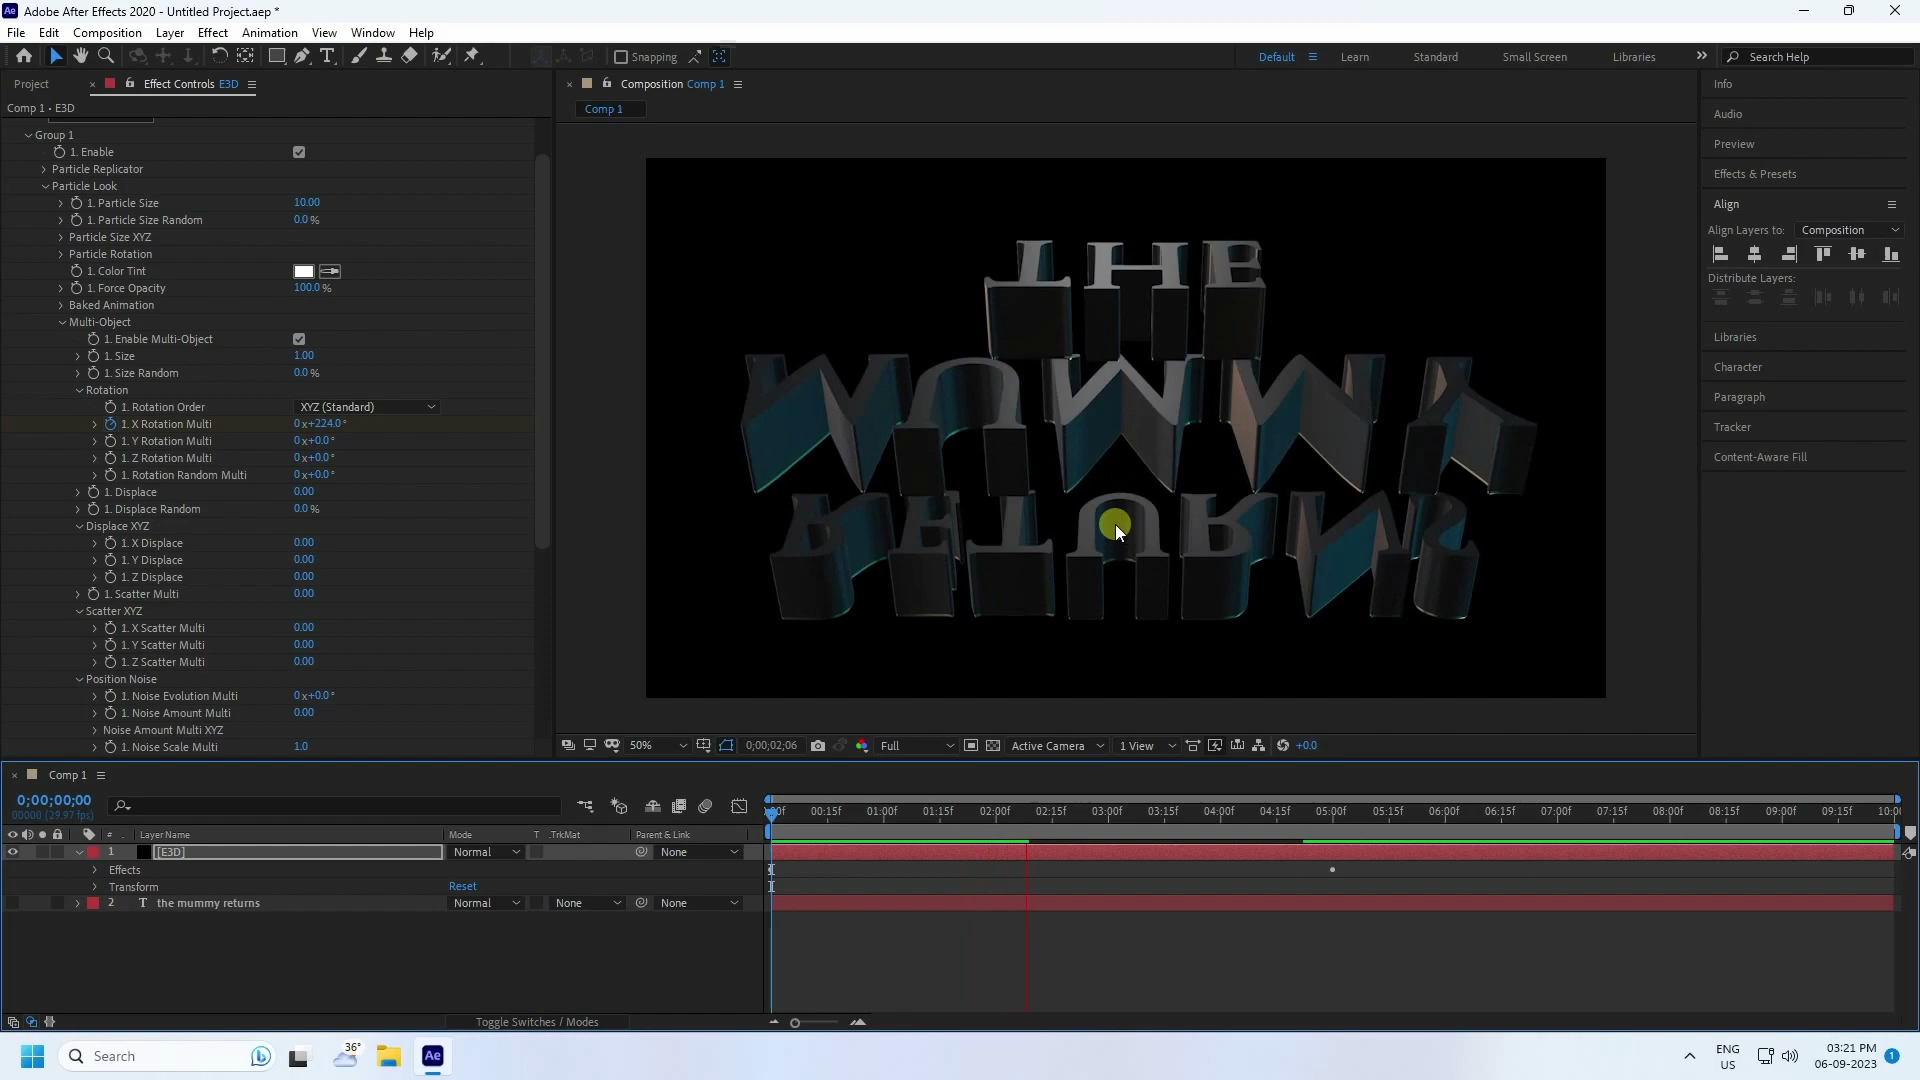 Adobe After Effects 2020 - Untitled Project.aep *
File Edit Composition Layer Effect Animation View Window Help
Snapping Default Learn Standard Small Screen Libraries Search Help
Project Effect Controls E3D
Comp 1 • E3D
Group 1
1. Enable
Particle Replicator
Particle Look
1. Particle Size 10.00
1. Particle Size Random 0.0 %
Particle Size XYZ
Particle Rotation
1. Color Tint
1. Force Opacity 100.0 %
Baked Animation
Multi-Object
1. Enable Multi-Object
1. Size 1.00
1. Size Random 0.0 %
Rotation
1. Rotation Order XYZ (Standard)
1. X Rotation Multi 0 x+224.0 °
1. Y Rotation Multi 0 x+0.0 °
1. Z Rotation Multi 0 x+0.0 °
1. Rotation Random Multi 0 x+0.0 °
1. Displace 0.00
1. Displace Random 0.0 %
Displace XYZ
1. X Displace 0.00
1. Y Displace 0.00
1. Z Displace 0.00
1. Scatter Multi 0.00
Scatter XYZ
1. X Scatter Multi 0.00
1. Y Scatter Multi 0.00
1. Z Scatter Multi 0.00
Position Noise
1. Noise Evolution Multi 0 x+0.0 °
1. Noise Amount Multi 0.00
Noise Amount Multi XYZ
1. Noise Scale Multi 1.0
Composition Comp 1
Comp 1
THE
MUMMY
RETURNS
50% 0;00;02;06 Full Active Camera 1 View +0.0
Info
Audio
Preview
Effects & Presets
Align
Align Layers to: Composition
Distribute Layers:
Libraries
Character
Paragraph
Tracker
Content-Aware Fill
Comp 1
0;00;00;00
00000 (29.97 fps)
:00f 00:15f 01:00f 01:15f 02:00f 02:15f 03:00f 03:15f 04:00f 04:15f 05:00f 05:15f 06:00f 06:15f 07:00f 07:15f 08:00f 08:15f 09:00f 09:15f 10:00
# Layer Name Mode T .TrkMat Parent & Link
1 [E3D] Normal None
Effects
Transform Reset
2 T the mummy returns Normal None None
Toggle Switches / Modes
Search 36° Ae
ENG
US
03:21 PM
06-09-2023
1